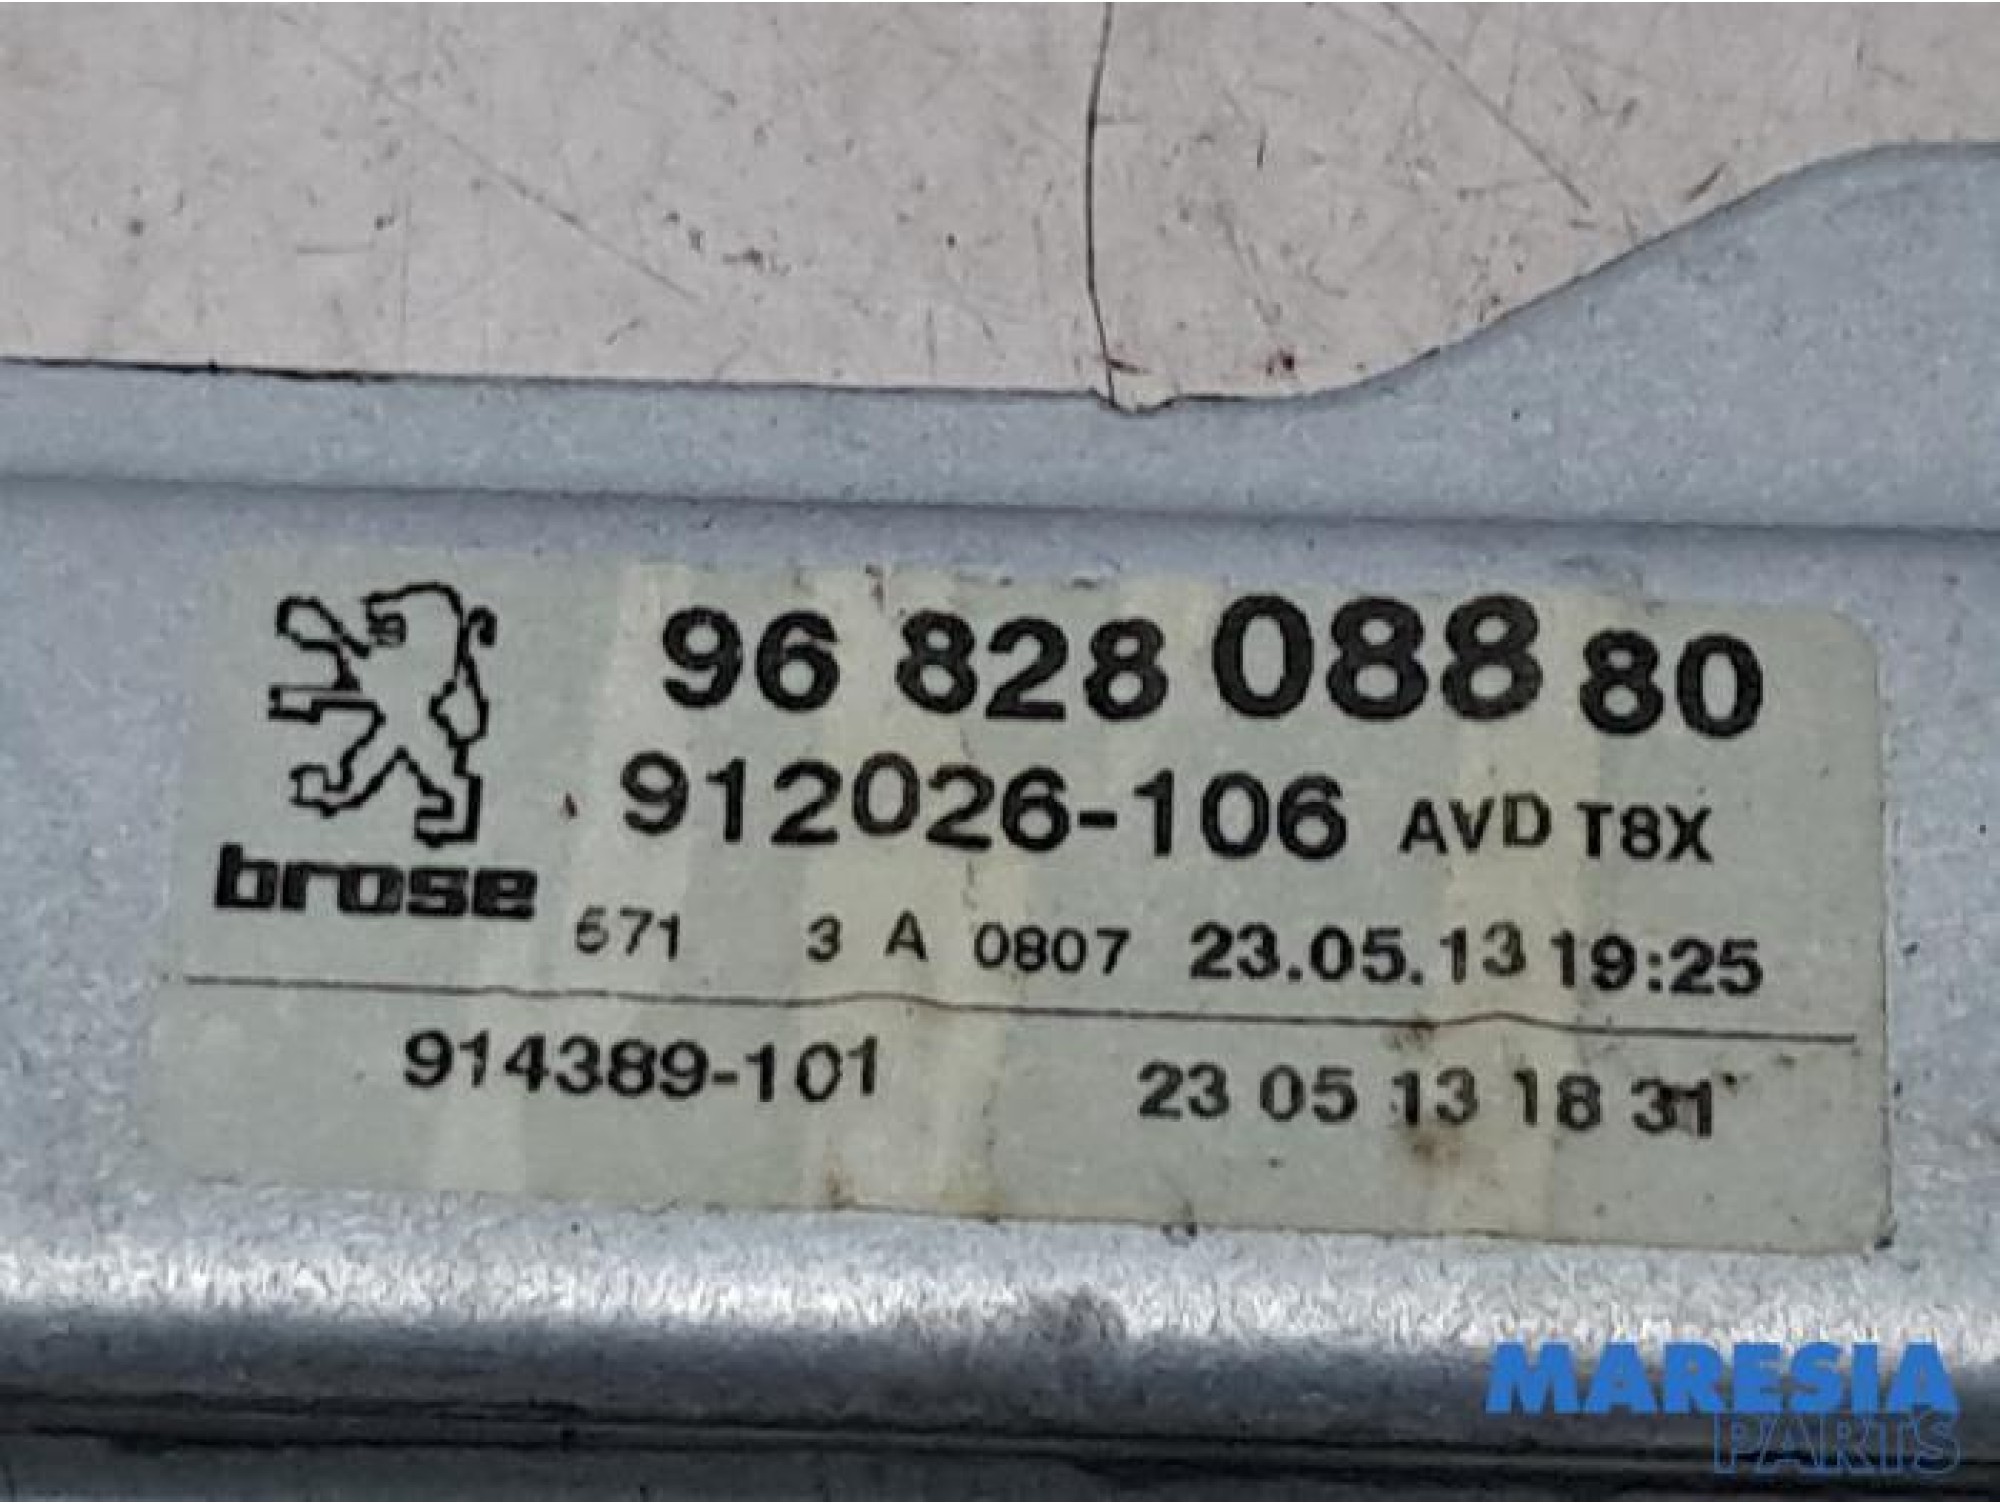 96 828 088 80
912026-106 AVD T8X
brose
671 3 A 0807 23.05.13 19:25
914389-101 23 05 13 18 31
MARESIA
PARTS